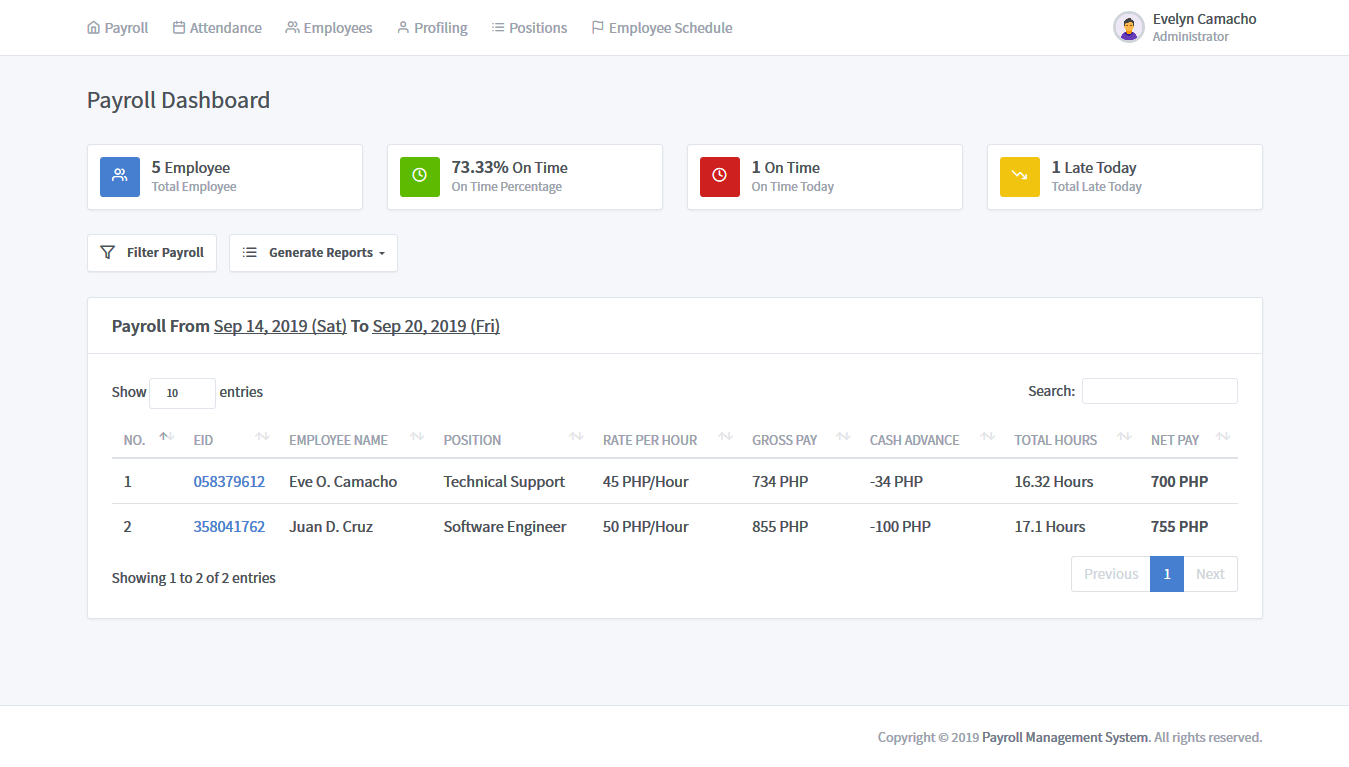 Payroll Attendance Employees Profiling Positions Employee Schedule
Evelyn Camacho
Administrator
Payroll Dashboard
5 Employee
Total Employee
73.33% On Time
On Time Percentage
1 On Time
On Time Today
1 Late Today
Total Late Today
Filter Payroll
Generate Reports
Payroll From Sep 14, 2019 (Sat) To Sep 20, 2019 (Fri)
Show 10 entries
Search:
NO. EID EMPLOYEE NAME POSITION RATE PER HOUR GROSS PAY CASH ADVANCE TOTAL HOURS NET PAY
1 058379612 Eve O. Camacho Technical Support 45 PHP/Hour 734 PHP -34 PHP 16.32 Hours 700 PHP
2 358041762 Juan D. Cruz Software Engineer 50 PHP/Hour 855 PHP -100 PHP 17.1 Hours 755 PHP
Showing 1 to 2 of 2 entries
Previous 1 Next
Copyright © 2019 Payroll Management System. All rights reserved.